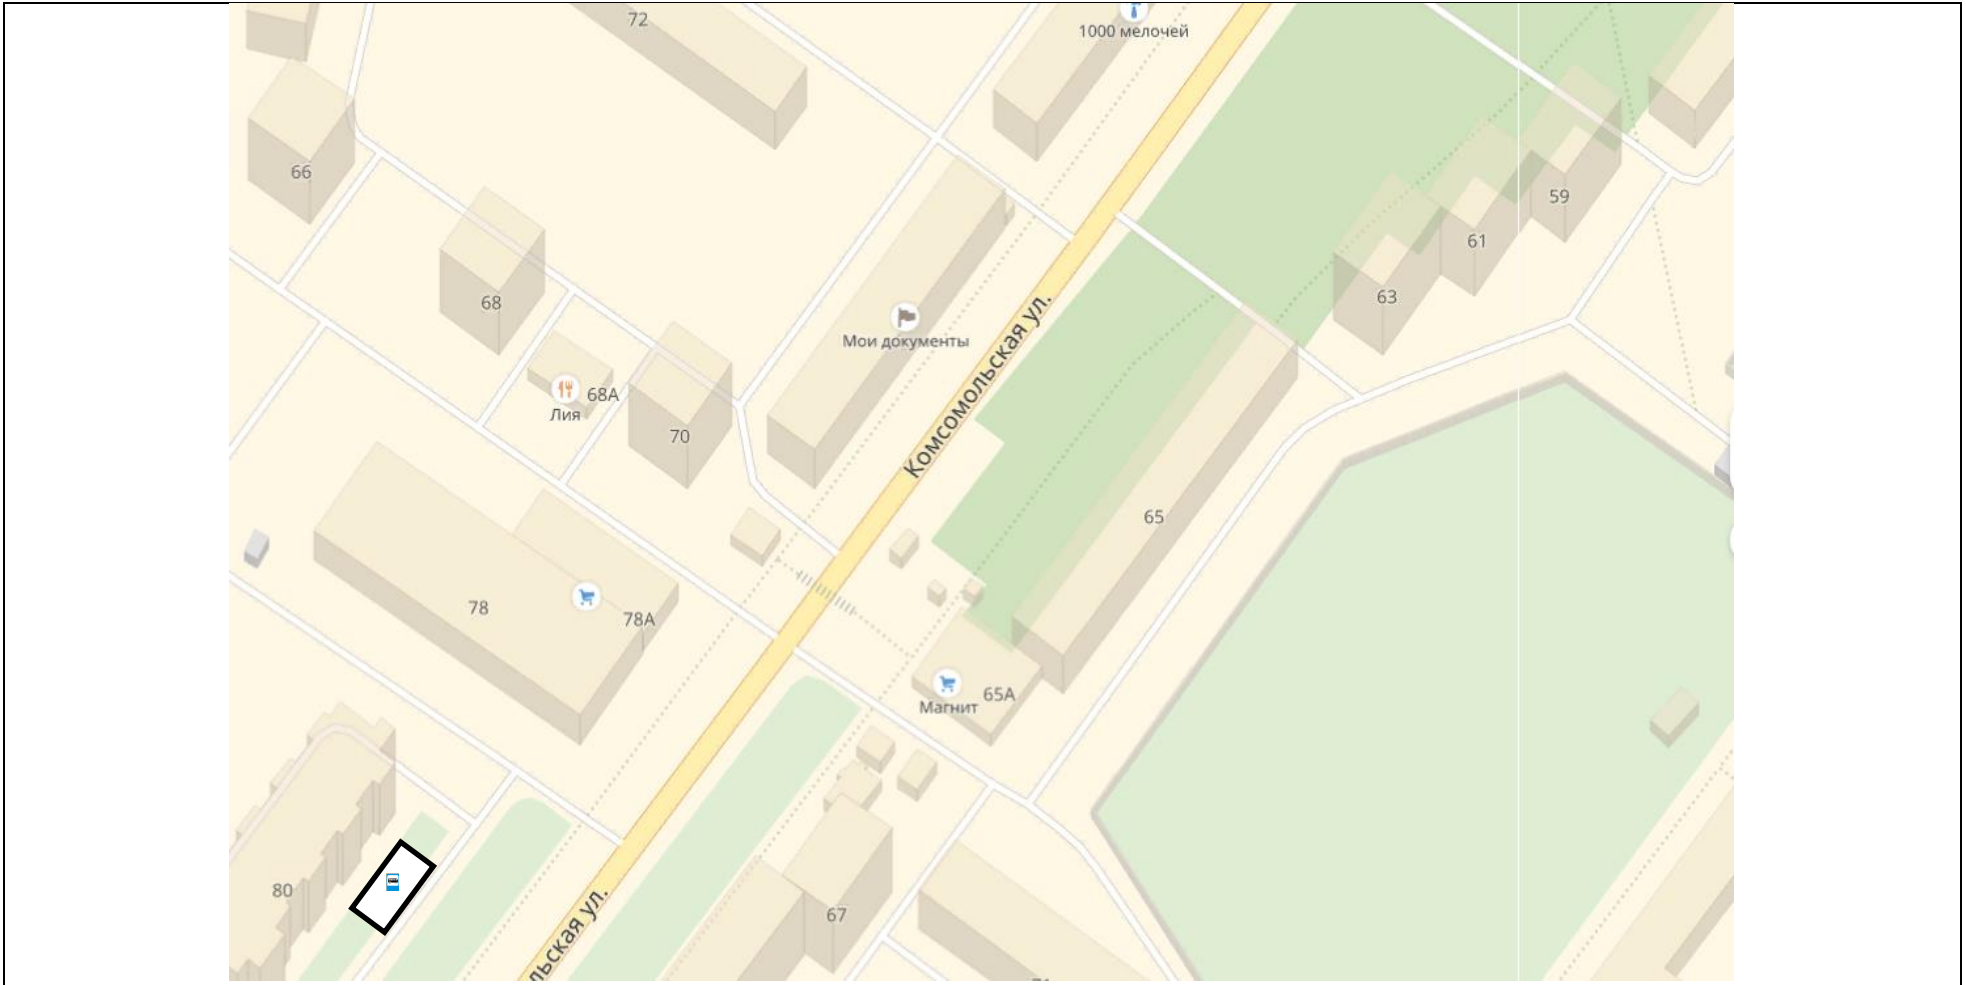 72
1000 мелочей
66
59
61
68
63
Мои документы
68А
Лия
70
Комсомольская ул.
65
78
78А
65А
Магнит
80
67
льская ул.